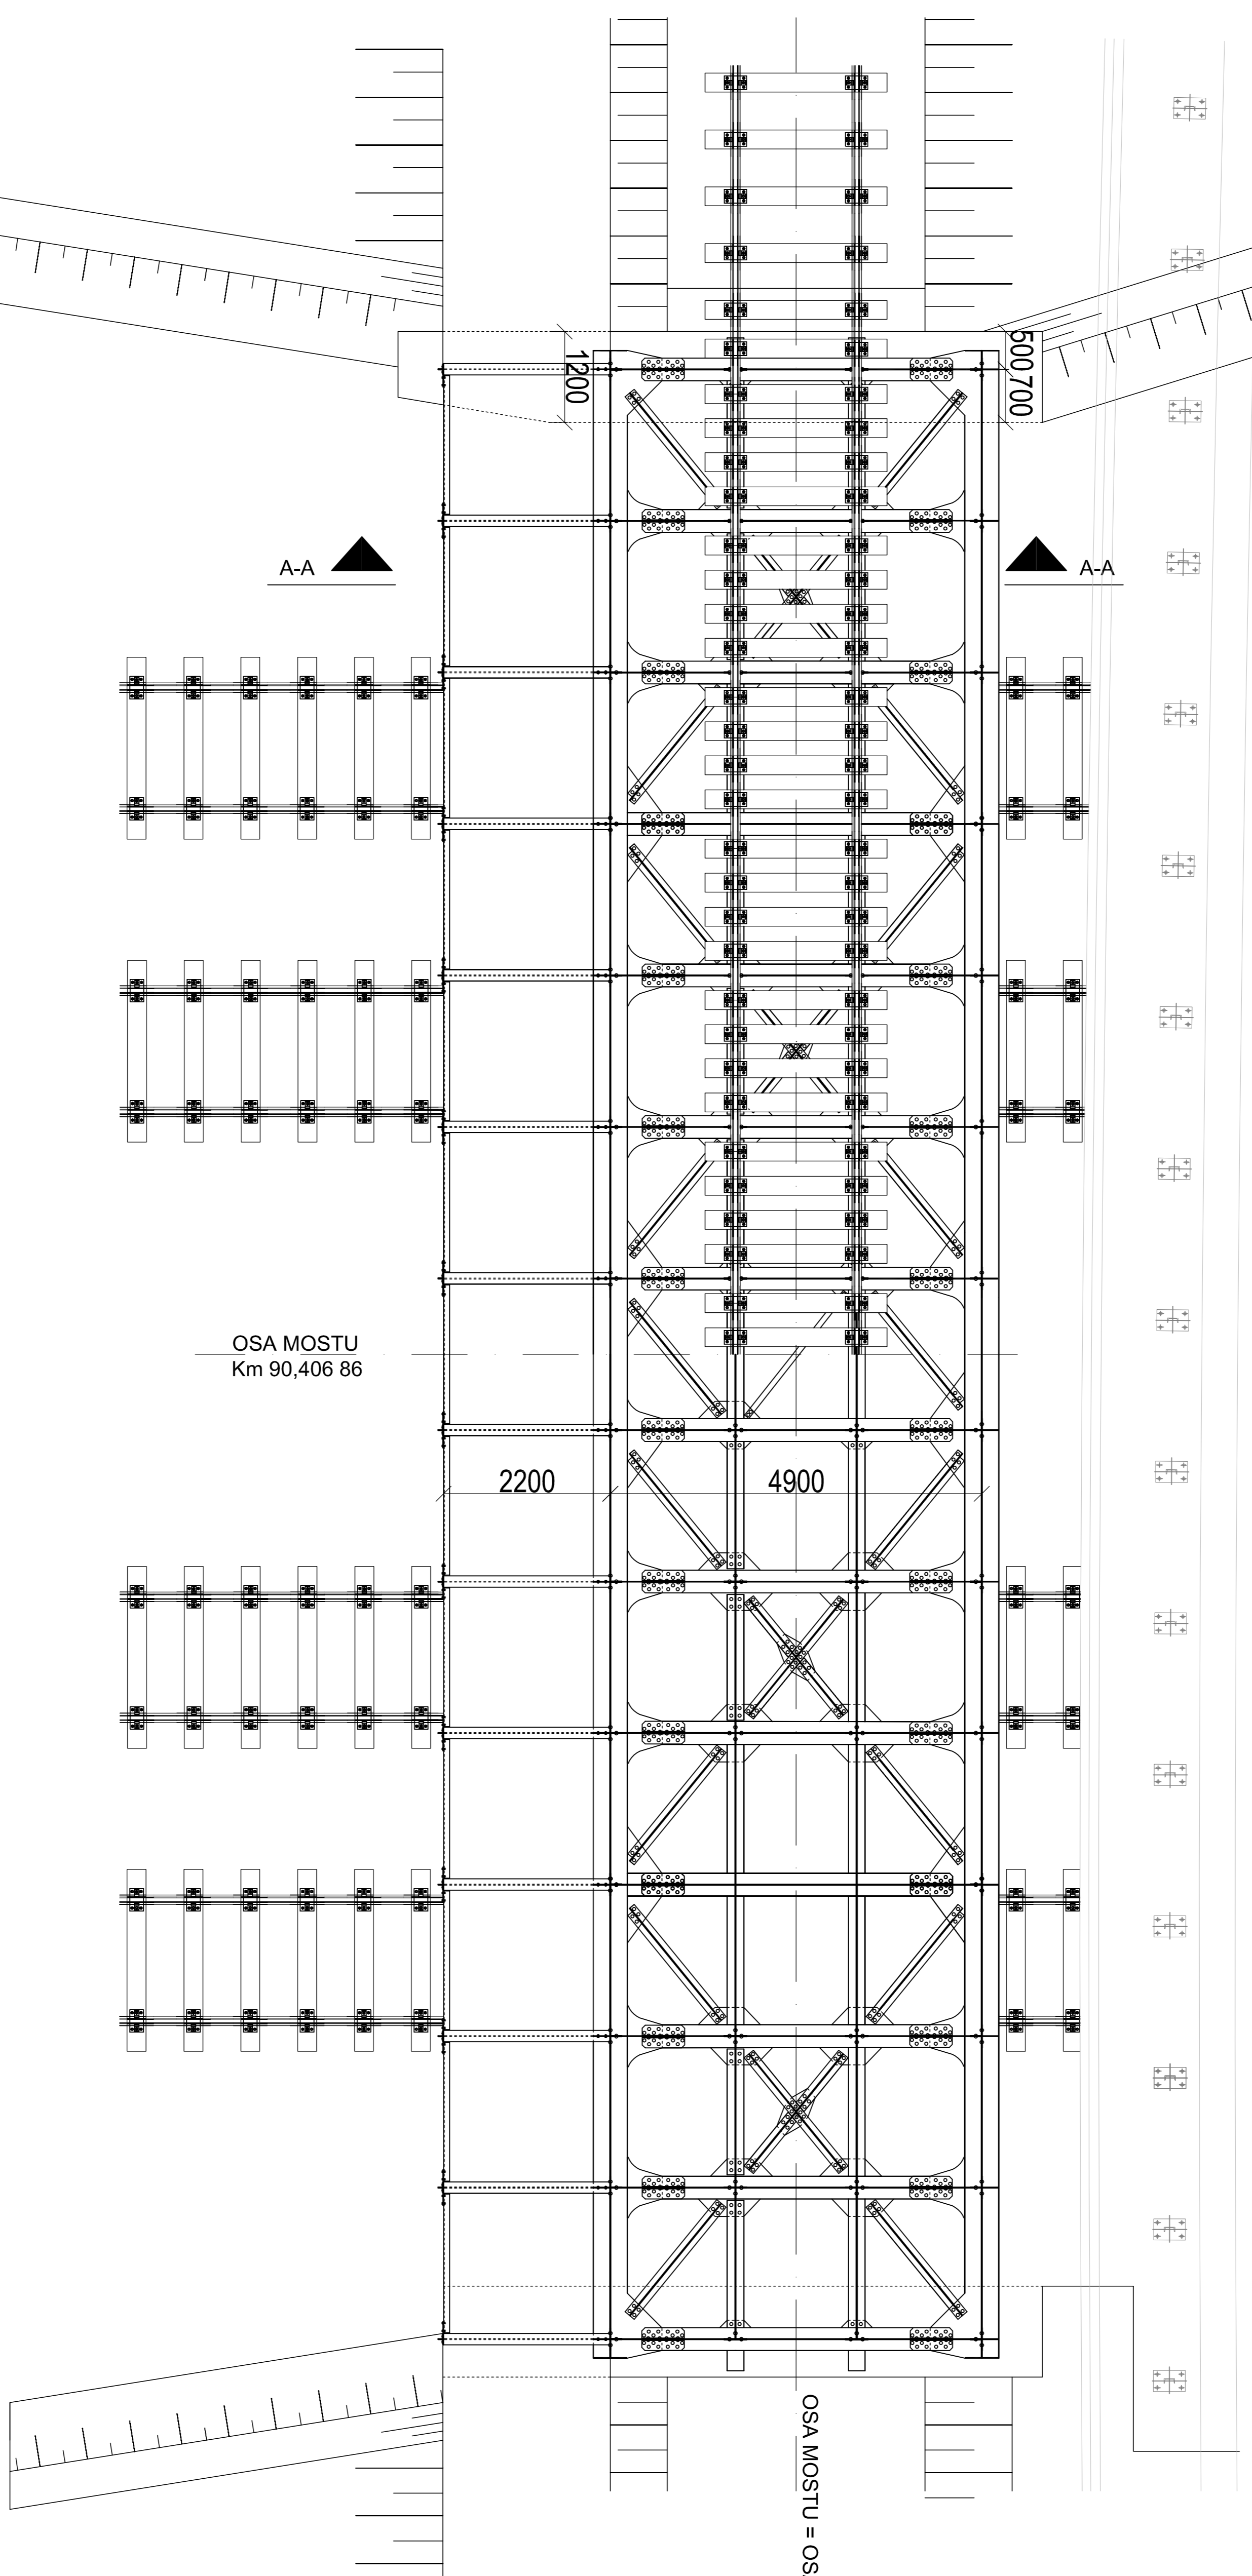 1200
500
700
A-A
A-A
OSA MOSTU
Km 90,406 86
2200
4900
OSA MOSTU = OS